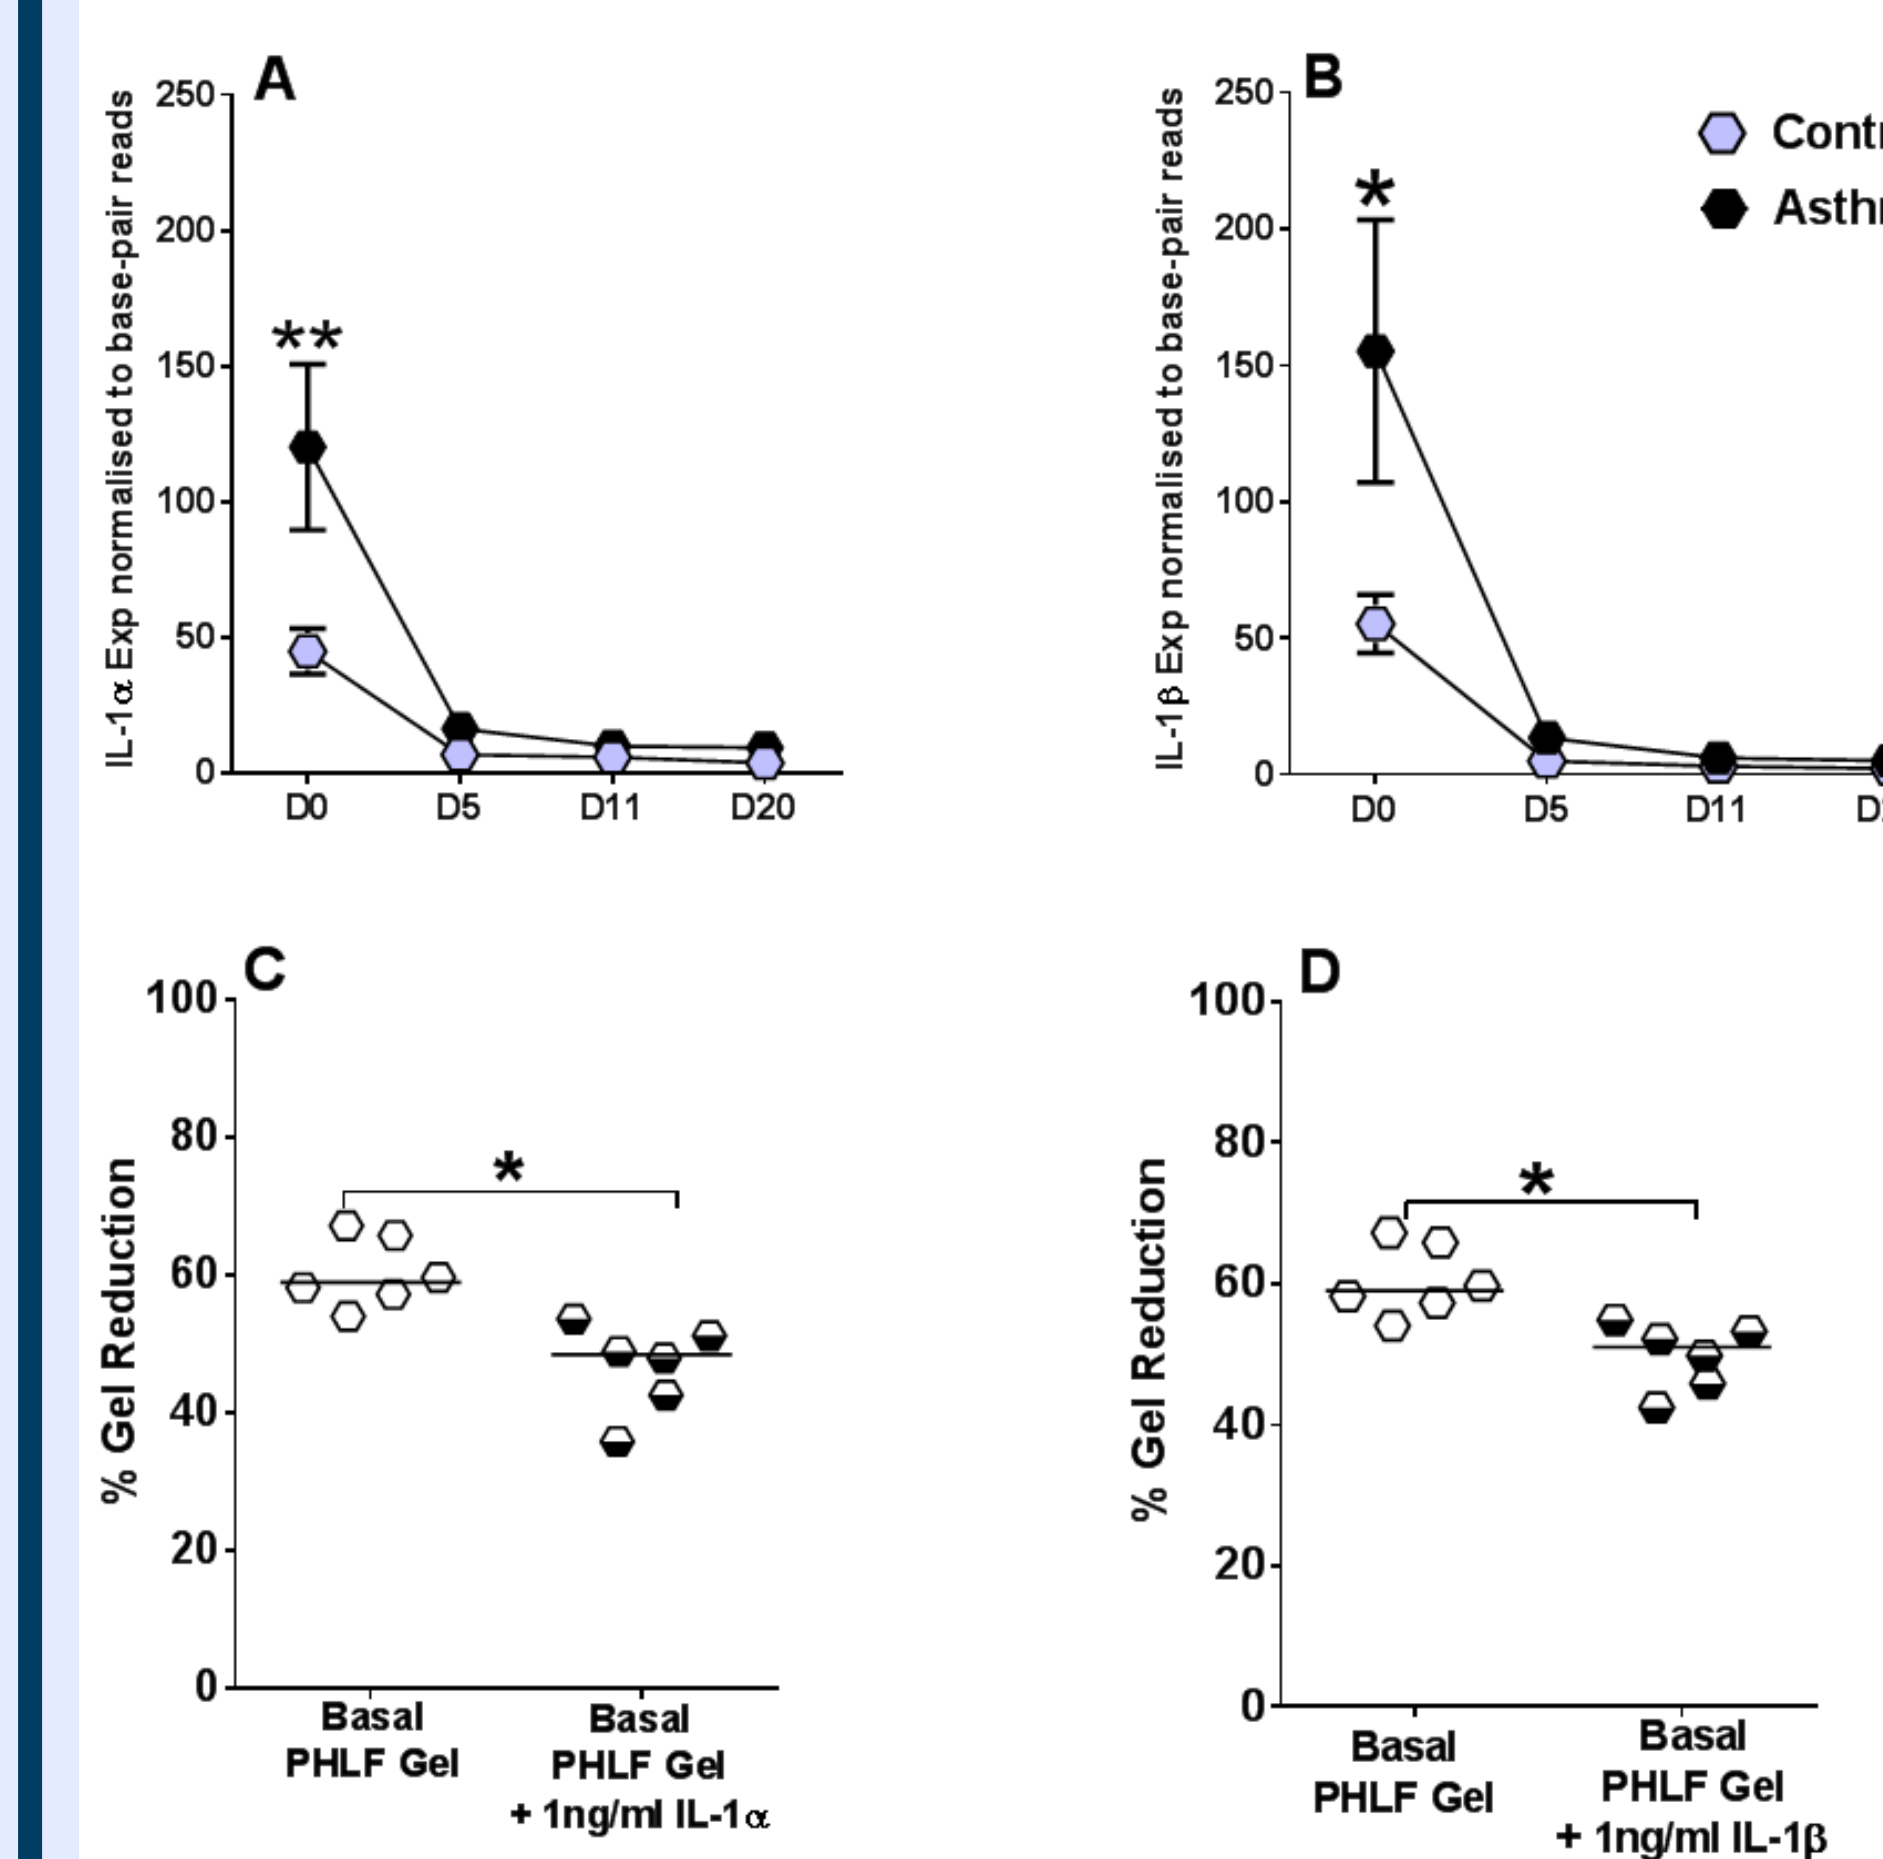 A
IL-1α Exp normalised to base-pair reads
250
200
150
100
50
0
**
D0 D5 D11 D20
B
IL-1β Exp normalised to base-pair reads
250
200
150
100
50
0
*
D0 D5 D11
C
% Gel Reduction
100
80
60
40
20
0
*
Basal
PHLF Gel
Basal
PHLF Gel
+ 1ng/ml IL-1α
D
% Gel Reduction
100
80
60
40
20
0
*
Basal
PHLF Gel
Basal
PHLF Gel
+ 1ng/ml IL-1β